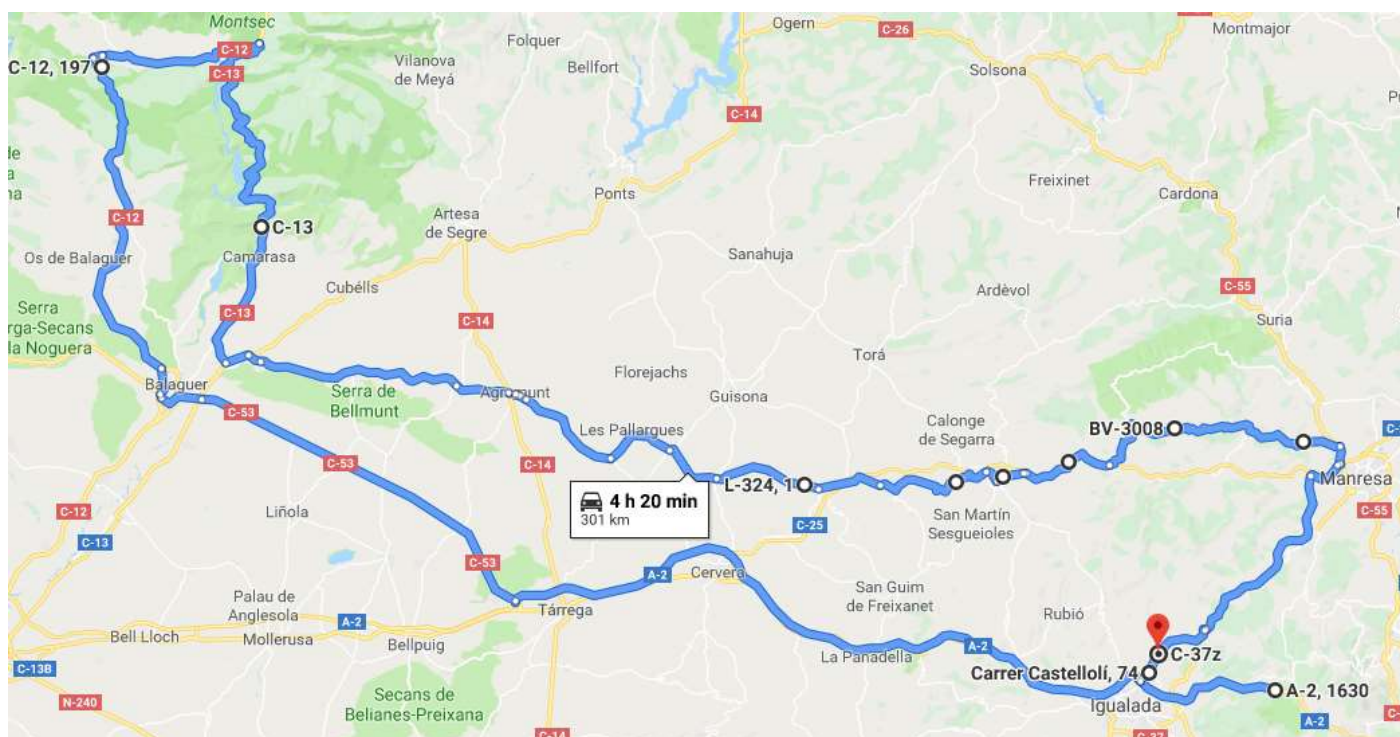 Montsec
C-12
C-13
C-12, 197
Folquer
Ogern
C-26
Montmajor
Vilanova
de Meyá
Bellfort
Solsona
C-14
Freixinet
Cardona
Ponts
C-12
C-13
Artesa
de Segre
Os de Balaguer
Camarasa
Sanahuja
Cubélls
Ardèvol
C-55
Serra
rga-Secans
la Noguera
C-13
C-14
Suria
Torá
Balaguer
Serra de
Bellmunt
Florejachs
Agramunt
Guisona
C-53
Calonge
de Segarra
Les Pallargues
BV-3008
C-53
C-14
L-324, 1
Manresa
4 h 20 min
301 km
C-12
Liñola
C-25
San Martín
Sesgueioles
C-55
C-13
C-53
A-2
Cervera
Palau de
Anglesola
A-2
Tárrega
San Guim
de Freixanet
Rubió
Bell Lloch
Mollerusa
Bellpuig
La Panadella
A-2
C-37z
C-13B
Carrer Castellolí, 74
A-2, 1630
N-240
Secans de
Belianes-Preixana
Igualada
A-2
C-14
C-37